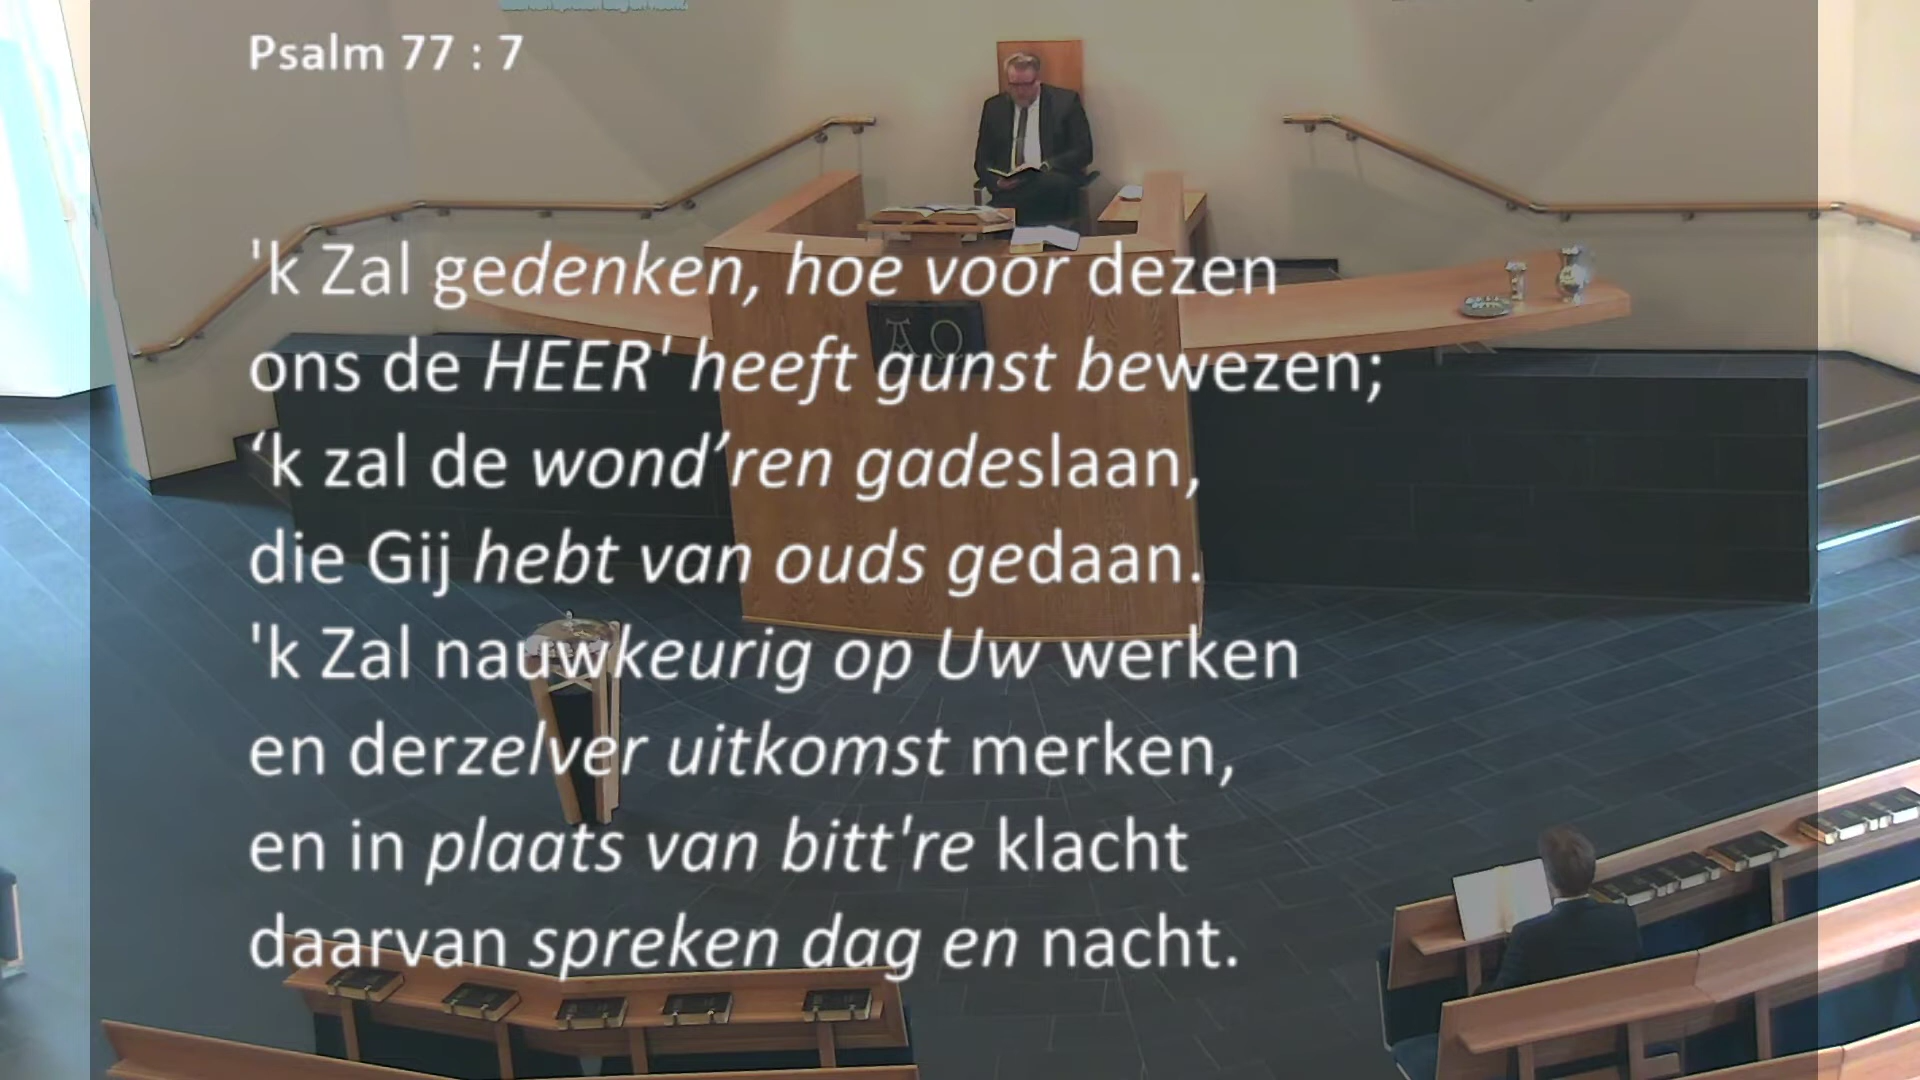 Psalm 77 : 7
'k Zal gedenken, hoe voor dezen
ons de HEER' heeft gunst bewezen;
‘k zal de wond’ren gadeslaan,
die Gij hebt van ouds gedaan.
'k Zal nauwkeurig op Uw werken
en derzelver uitkomst merken,
en in plaats van bitt're klacht
daarvan spreken dag en nacht.
Α Ω